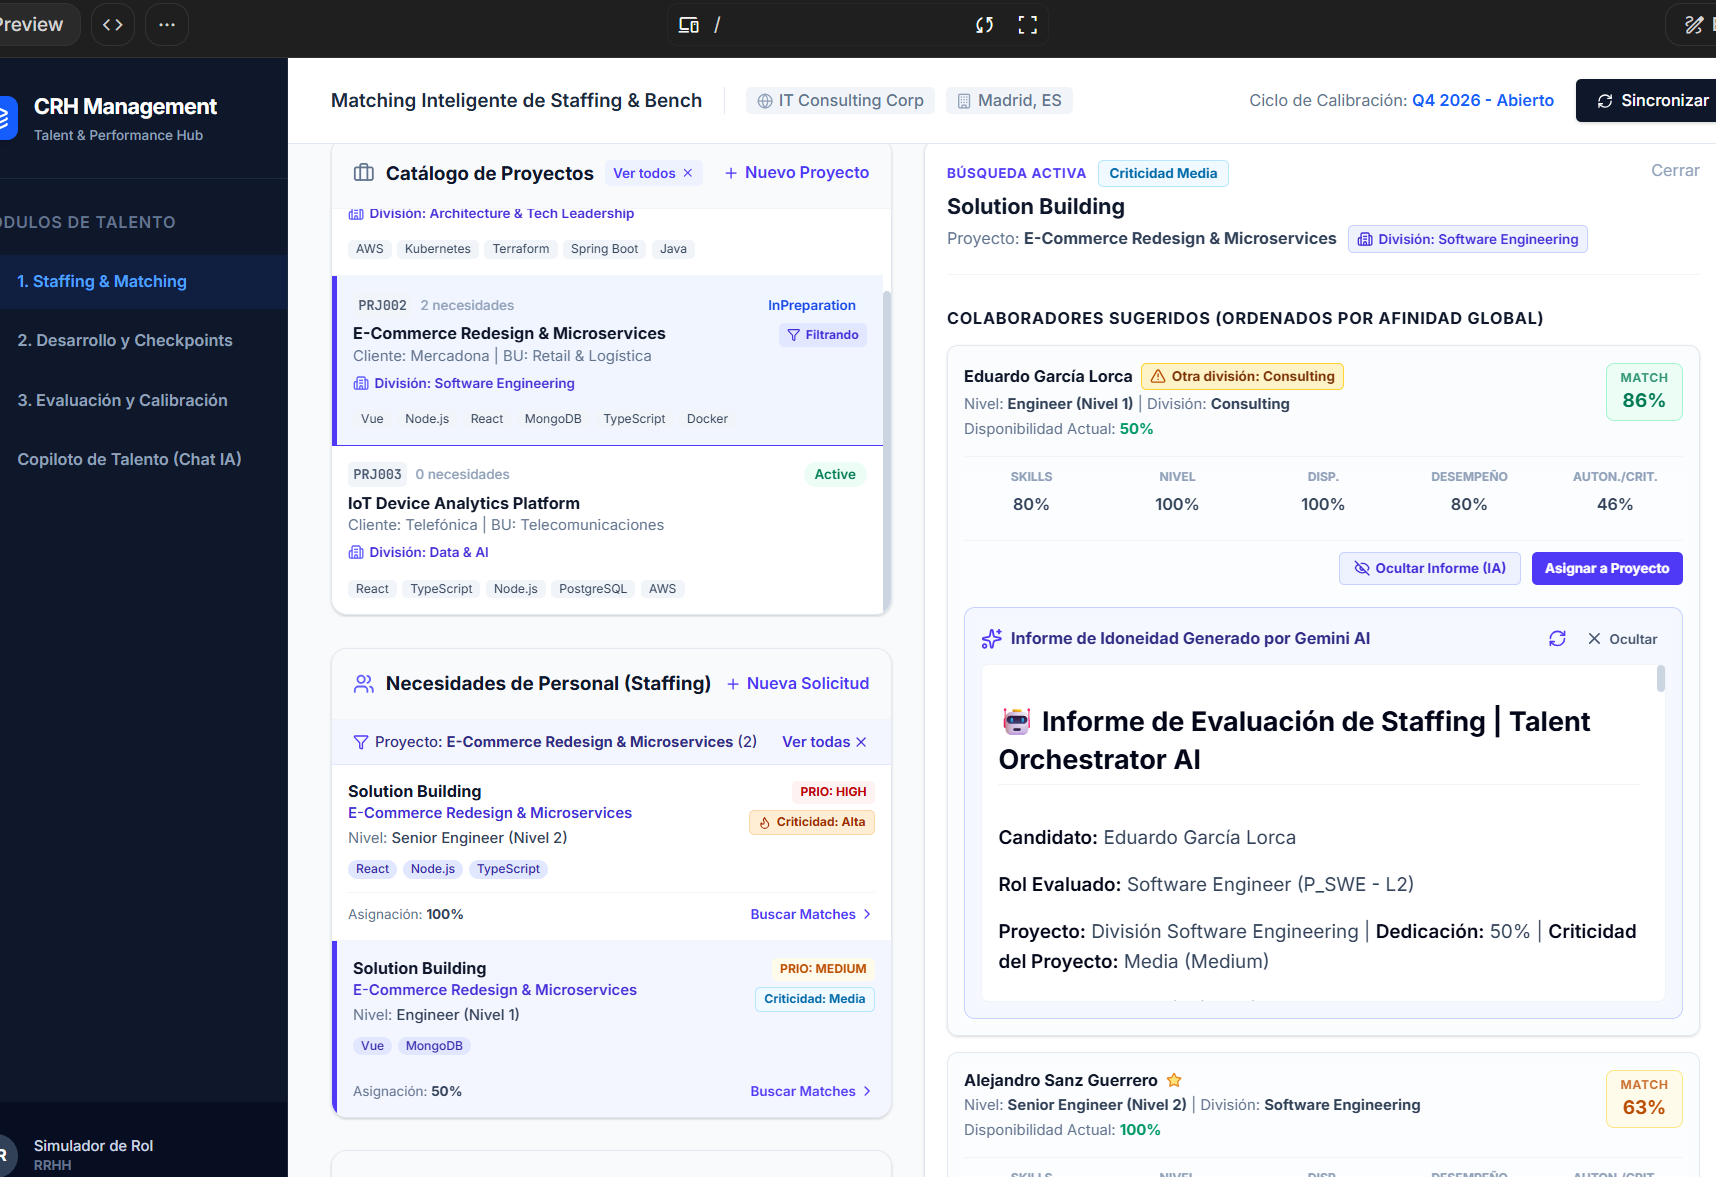 Preview
/
CRH Management
Talent & Performance Hub
DULOS DE TALENTO
1. Staffing & Matching
2. Desarrollo y Checkpoints
3. Evaluación y Calibración
Copiloto de Talento (Chat IA)
R
Simulador de Rol
RRHH
Matching Inteligente de Staffing & Bench
IT Consulting Corp
Madrid, ES
Ciclo de Calibración: Q4 2026 - Abierto
Sincronizar
Catálogo de Proyectos
Ver todos ×
+ Nuevo Proyecto
División: Architecture & Tech Leadership
AWS Kubernetes Terraform Spring Boot Java
PRJ002 2 necesidades InPreparation
E-Commerce Redesign & Microservices
Filtrando
Cliente: Mercadona | BU: Retail & Logística
División: Software Engineering
Vue Node.js React MongoDB TypeScript Docker
PRJ003 0 necesidades Active
IoT Device Analytics Platform
Cliente: Telefónica | BU: Telecomunicaciones
División: Data & AI
React TypeScript Node.js PostgreSQL AWS
Necesidades de Personal (Staffing)
+ Nueva Solicitud
Proyecto: E-Commerce Redesign & Microservices (2) Ver todas ×
Solution Building PRIO: HIGH
E-Commerce Redesign & Microservices
Criticidad: Alta
Nivel: Senior Engineer (Nivel 2)
React Node.js TypeScript
Asignación: 100% Buscar Matches >
Solution Building PRIO: MEDIUM
E-Commerce Redesign & Microservices
Criticidad: Media
Nivel: Engineer (Nivel 1)
Vue MongoDB
Asignación: 50% Buscar Matches >
BÚSQUEDA ACTIVA Criticidad Media Cerrar
Solution Building
Proyecto: E-Commerce Redesign & Microservices División: Software Engineering
COLABORADORES SUGERIDOS (ORDENADOS POR AFINIDAD GLOBAL)
Eduardo García Lorca Otra división: Consulting
MATCH
86%
Nivel: Engineer (Nivel 1) | División: Consulting
Disponibilidad Actual: 50%
SKILLS NIVEL DISP. DESEMPEÑO AUTON./CRIT.
80% 100% 100% 80% 46%
Ocultar Informe (IA) Asignar a Proyecto
Informe de Idoneidad Generado por Gemini AI × Ocultar
Informe de Evaluación de Staffing | Talent
Orchestrator AI
Candidato: Eduardo García Lorca
Rol Evaluado: Software Engineer (P_SWE - L2)
Proyecto: División Software Engineering | Dedicación: 50% | Criticidad
del Proyecto: Media (Medium)
Alejandro Sanz Guerrero
MATCH
63%
Nivel: Senior Engineer (Nivel 2) | División: Software Engineering
Disponibilidad Actual: 100%
SKILLS NIVEL DISP. DESEMPEÑO AUTON./CRIT.